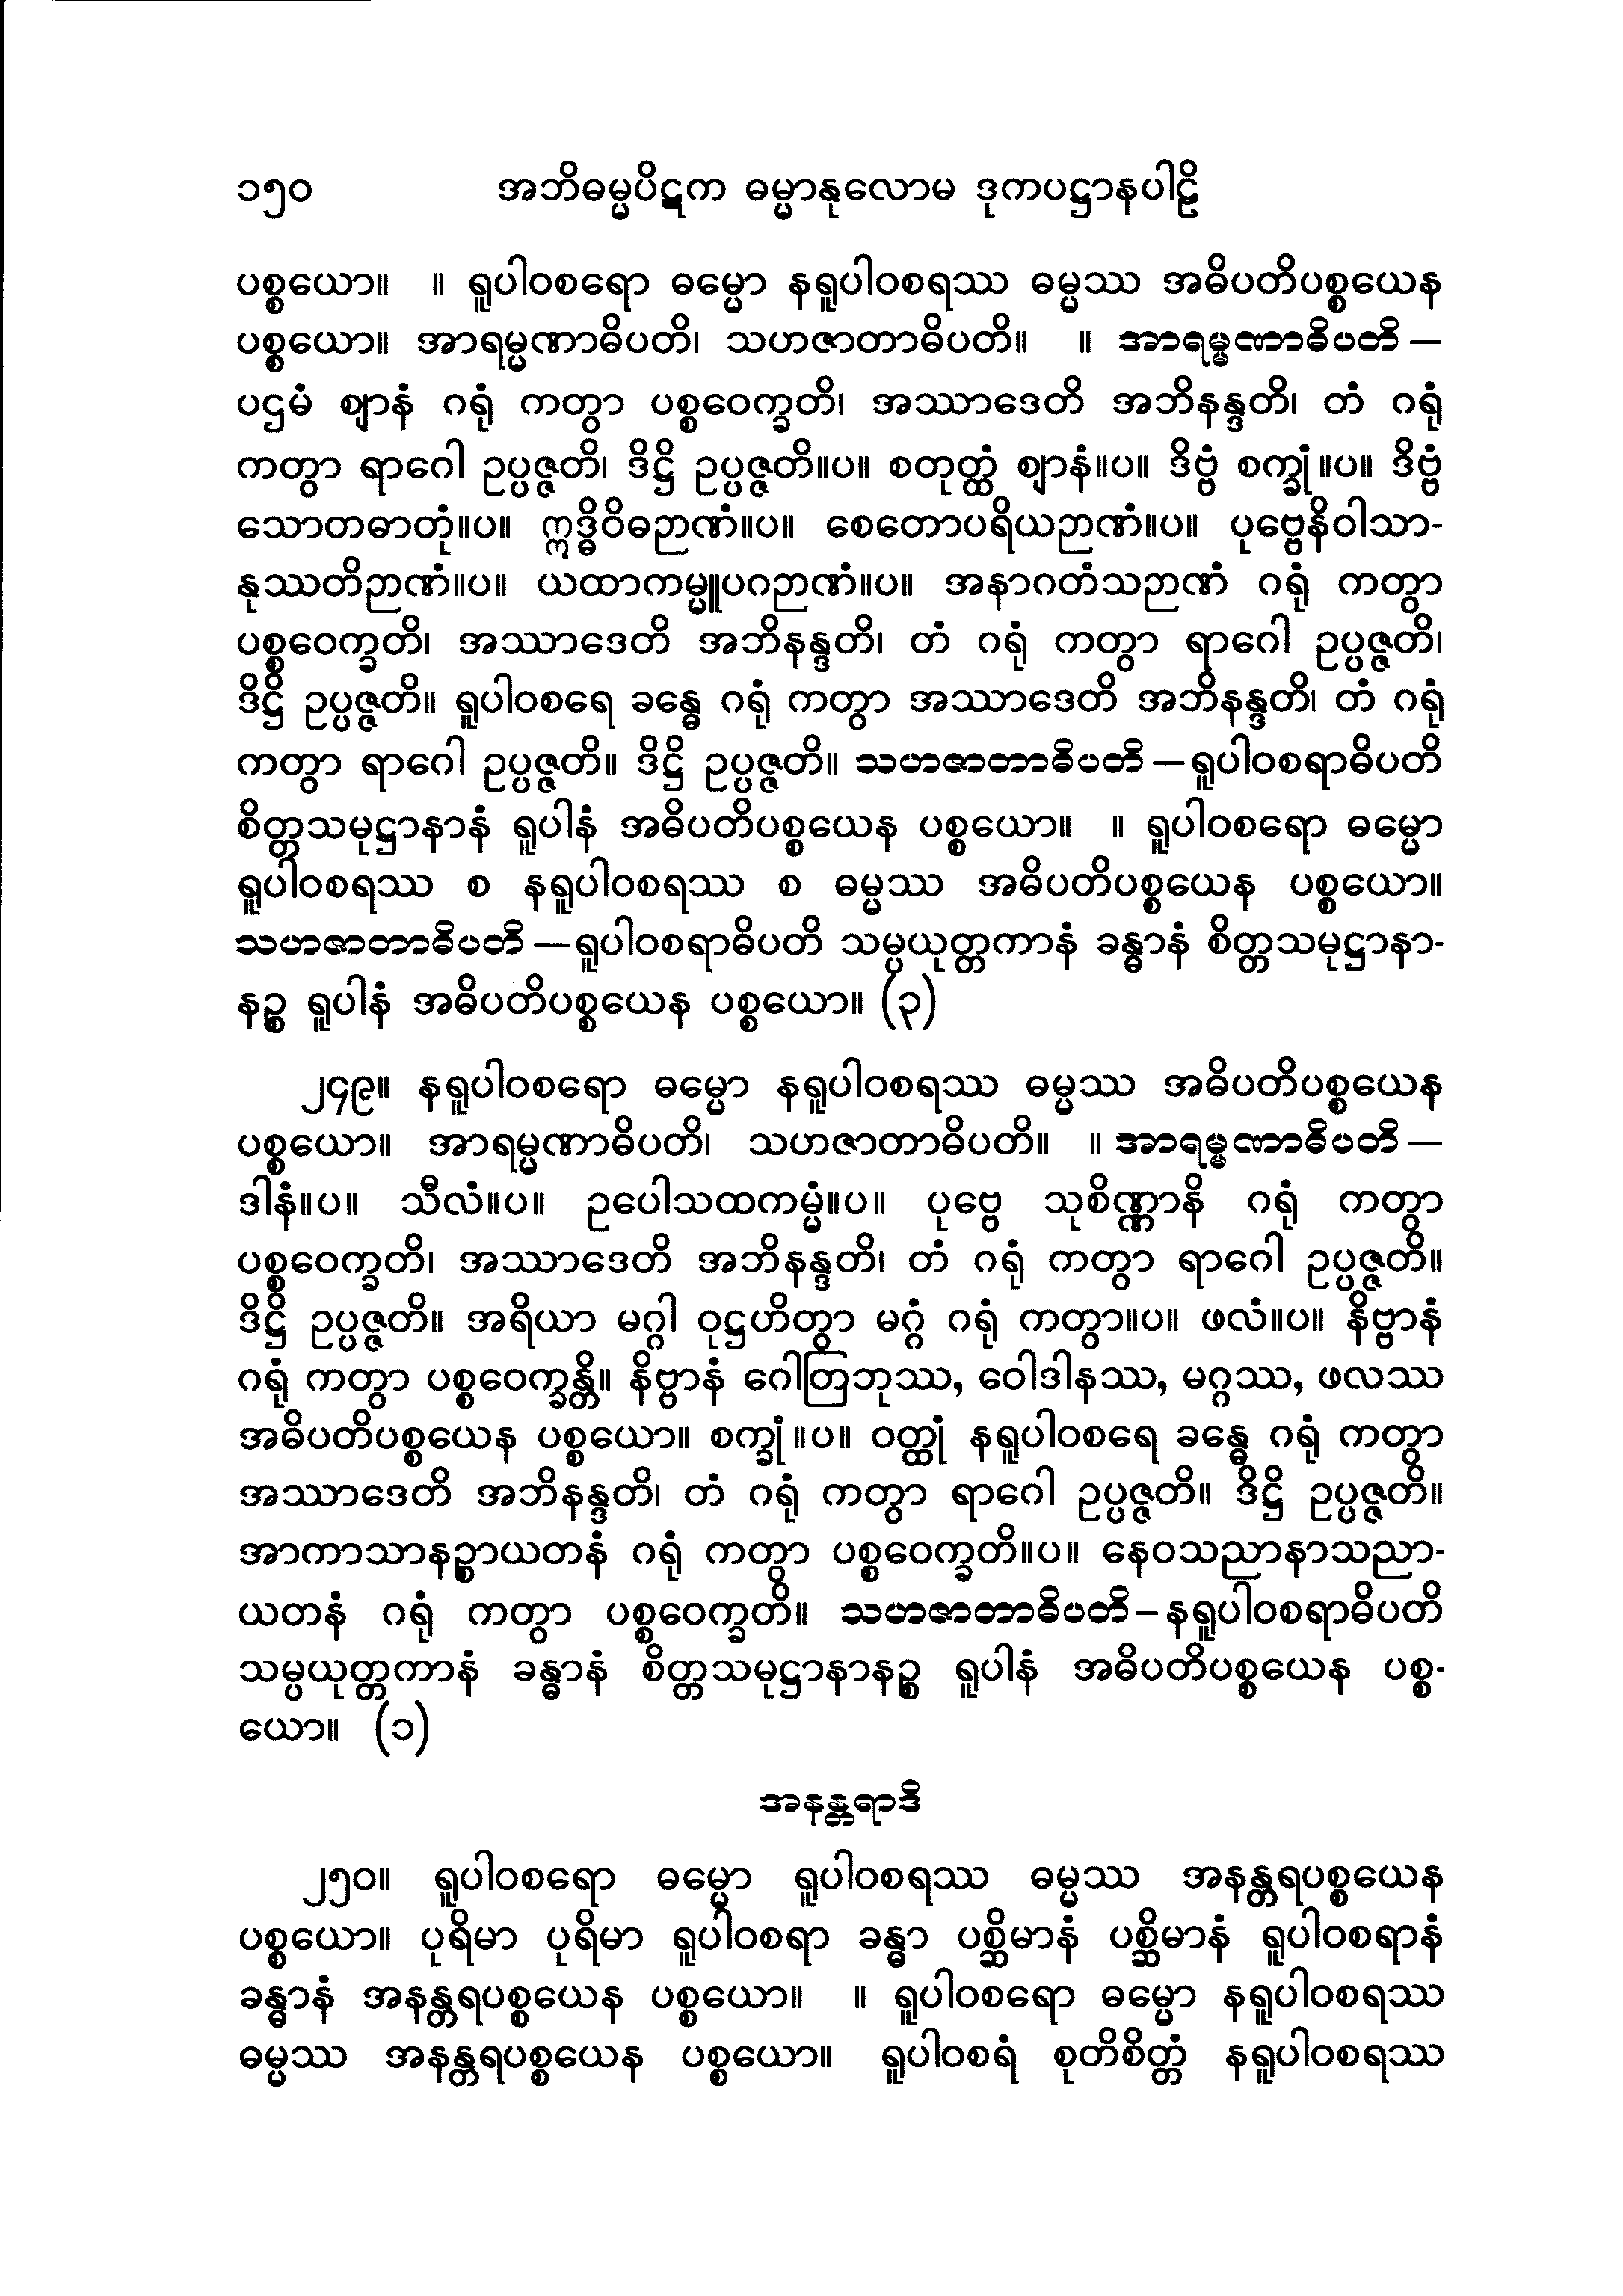 ၁၅၀ အဘိဓမ္မပိဋက ဓမ္မာနုလောမ ဒုကပဋ္ဌာနပါဠိ
ပစ္စယော။ ။ ရူပါဝစရော ဓမ္မော နရူပါဝစရဿ ဓမ္မဿ အဓိပတိပစ္စယေန
ပစ္စယော။ အာရမ္မဏာဓိပတိ၊ သဟဇာတာဓိပတိ။ ။ အာရမ္မဏာဓိပတိ –
ပဌမံ ဈာနံ ဂရုံ ကတွာ ပစ္စဝေက္ခတိ၊ အဿာဒေတိ အဘိနန္ဒတိ၊ တံ ဂရုံ
ကတွာ ရာဂေါ ဥပ္ပဇ္ဇတိ၊ ဒိဋ္ဌိ ဥပ္ပဇ္ဇတိ။ပ။ စတုတ္ထံ ဈာနံ။ပ။ ဒိဗ္ဗံ စက္ခုံ။ပ။ ဒိဗ္ဗံ
သောတဓာတုံ။ပ။ ဣဒ္ဓိဝိဓဉာဏံ။ပ။ စေတောပရိယဉာဏံ။ပ။ ပုဗ္ဗေနိဝါသာ-
နုဿတိဉာဏံ။ပ။ ယထာကမ္မူပဂဉာဏံ။ပ။ အနာဂတံသဉာဏံ ဂရုံ ကတွာ
ပစ္စဝေက္ခတိ၊ အဿာဒေတိ အဘိနန္ဒတိ၊ တံ ဂရုံ ကတွာ ရာဂေါ ဥပ္ပဇ္ဇတိ၊
ဒိဋ္ဌိ ဥပ္ပဇ္ဇတိ။ ရူပါဝစရေ ခန္ဓေ ဂရုံ ကတွာ အဿာဒေတိ အဘိနန္ဒတိ၊ တံ ဂရုံ
ကတွာ ရာဂေါ ဥပ္ပဇ္ဇတိ။ ဒိဋ္ဌိ ဥပ္ပဇ္ဇတိ။ သဟဇာတာဓိပတိ –ရူပါဝစရာဓိပတိ
စိတ္တသမုဋ္ဌာနာနံ ရူပါနံ အဓိပတိပစ္စယေန ပစ္စယော။ ။ ရူပါဝစရော ဓမ္မော
ရူပါဝစရဿ စ နရူပါဝစရဿ စ ဓမ္မဿ အဓိပတိပစ္စယေန ပစ္စယော။
သဟဇာတာဓိပတိ –ရူပါဝစရာဓိပတိ သမ္ပယုတ္တကာနံ ခန္ဓာနံ စိတ္တသမုဋ္ဌာနာ-
နဉ္စ ရူပါနံ အဓိပတိပစ္စယေန ပစ္စယော။ (၃)
၂၄၉။ နရူပါဝစရော ဓမ္မော နရူပါဝစရဿ ဓမ္မဿ အဓိပတိပစ္စယေန
ပစ္စယော။ အာရမ္မဏာဓိပတိ၊ သဟဇာတာဓိပတိ။ ။ အာရမ္မဏာဓိပတိ –
ဒါနံ။ပ။ သီလံ။ပ။ ဥပေါသထကမ္မံ။ပ။ ပုဗ္ဗေ သုစိဏ္ဏာနိ ဂရုံ ကတွာ
ပစ္စဝေက္ခတိ၊ အဿာဒေတိ အဘိနန္ဒတိ၊ တံ ဂရုံ ကတွာ ရာဂေါ ဥပ္ပဇ္ဇတိ။
ဒိဋ္ဌိ ဥပ္ပဇ္ဇတိ။ အရိယာ မဂ္ဂါ ဝုဋ္ဌဟိတွာ မဂ္ဂံ ဂရုံ ကတွာ။ပ။ ဖလံ။ပ။ နိဗ္ဗာနံ
ဂရုံ ကတွာ ပစ္စဝေက္ခန္တိ။ နိဗ္ဗာနံ ဂေါတြဘုဿ, ဝေါဒါနဿ, မဂ္ဂဿ, ဖလဿ
အဓိပတိပစ္စယေန ပစ္စယော။ စက္ခုံ။ပ။ ဝတ္ထုံ နရူပါဝစရေ ခန္ဓေ ဂရုံ ကတွာ
အဿာဒေတိ အဘိနန္ဒတိ၊ တံ ဂရုံ ကတွာ ရာဂေါ ဥပ္ပဇ္ဇတိ။ ဒိဋ္ဌိ ဥပ္ပဇ္ဇတိ။
အာကာသာနဉ္စာယတနံ ဂရုံ ကတွာ ပစ္စဝေက္ခတိ။ပ။ နေဝသညာနာသညာ-
ယတနံ ဂရုံ ကတွာ ပစ္စဝေက္ခတိ။ သဟဇာတာဓိပတိ–နရူပါဝစရာဓိပတိ
သမ္ပယုတ္တကာနံ ခန္ဓာနံ စိတ္တသမုဋ္ဌာနာနဉ္စ ရူပါနံ အဓိပတိပစ္စယေန ပစ္စ-
ယော။ (၁)
အနန္တရာဒိ
၂၅၀။ ရူပါဝစရော ဓမ္မော ရူပါဝစရဿ ဓမ္မဿ အနန္တရပစ္စယေန
ပစ္စယော။ ပုရိမာ ပုရိမာ ရူပါဝစရာ ခန္ဓာ ပစ္ဆိမာနံ ပစ္ဆိမာနံ ရူပါဝစရာနံ
ခန္ဓာနံ အနန္တရပစ္စယေန ပစ္စယော။ ။ ရူပါဝစရော ဓမ္မော နရူပါဝစရဿ
ဓမ္မဿ အနန္တရပစ္စယေန ပစ္စယော။ ရူပါဝစရံ စုတိစိတ္တံ နရူပါဝစရဿ